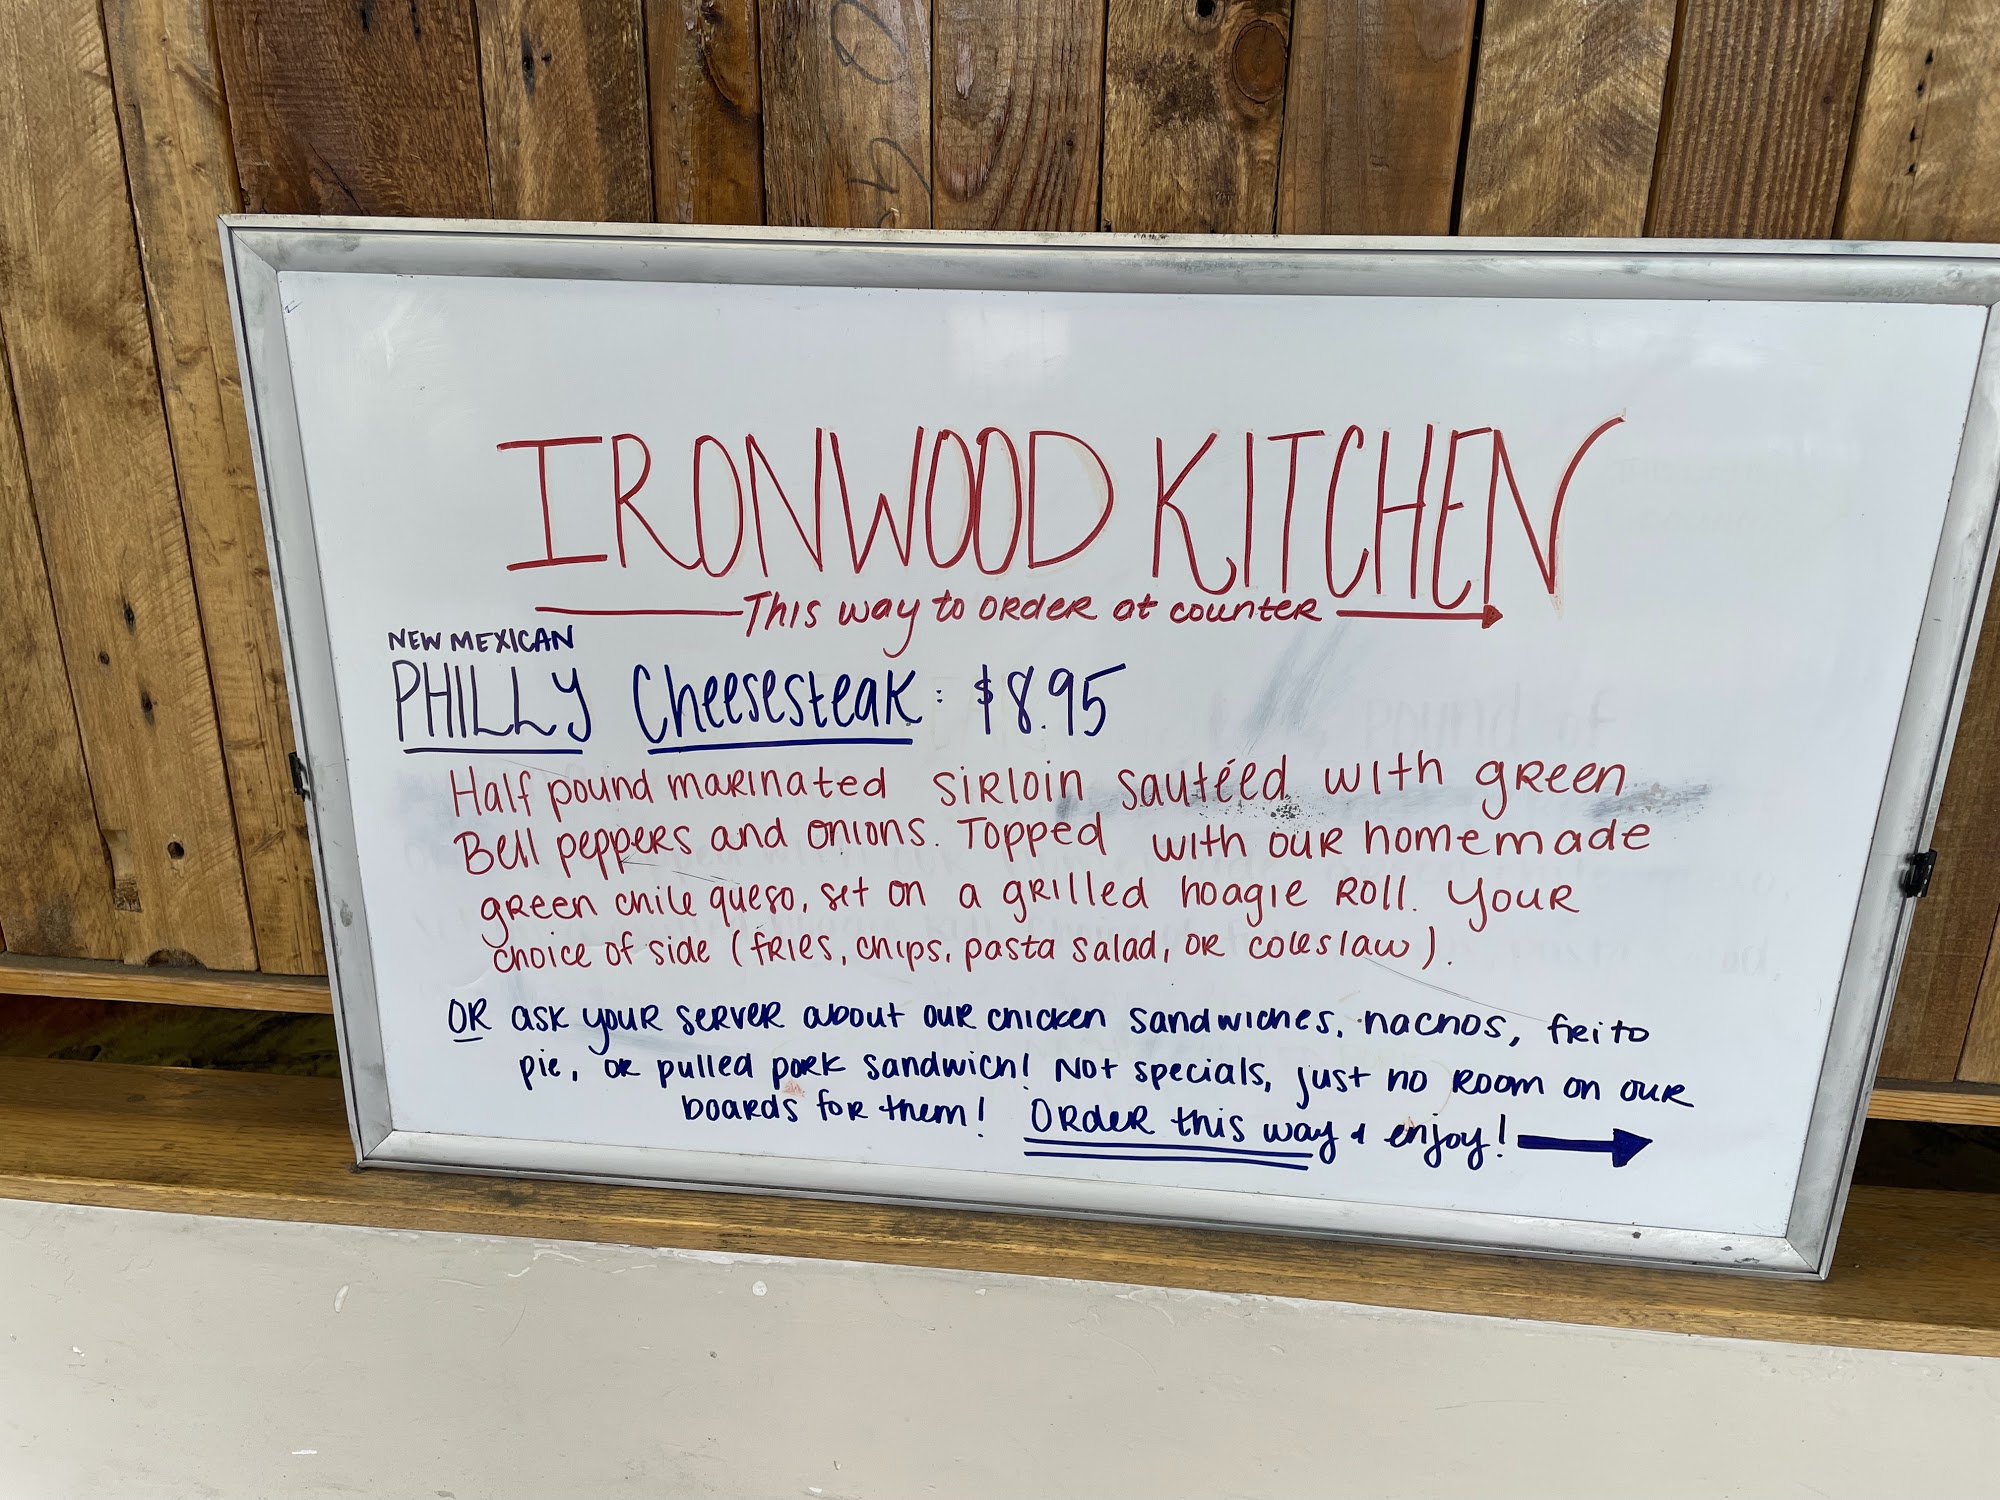 IRONWOOD KITCHEN
This way to order at counter
NEW MEXICAN
PHILLY Cheesesteak: $8.95
Half pound marinated sirloin sautéed with green
Bell peppers and onions. Topped with our homemade
green chile queso, set on a grilled hoagie roll. Your
choice of side (fries, chips, pasta salad, or coleslaw).
OR ask your server about our chicken sandwiches, nachos, frito
pie, or pulled pork sandwich! Not specials, just no room on our
boards for them! Order this way & enjoy!